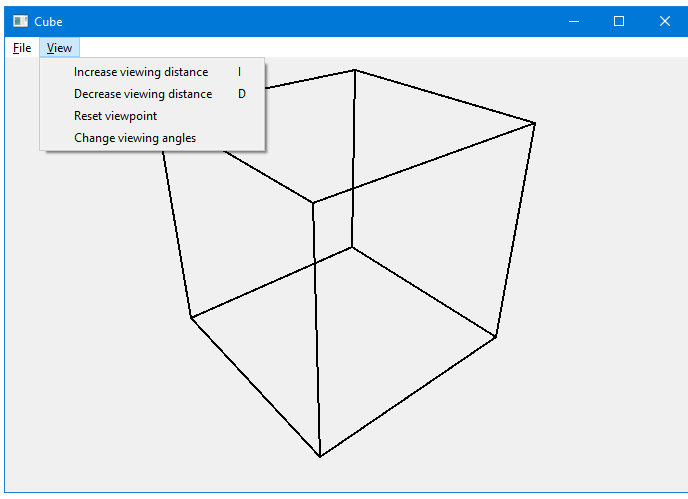 Cube
File View
Increase viewing distance I
Decrease viewing distance D
Reset viewpoint
Change viewing angles